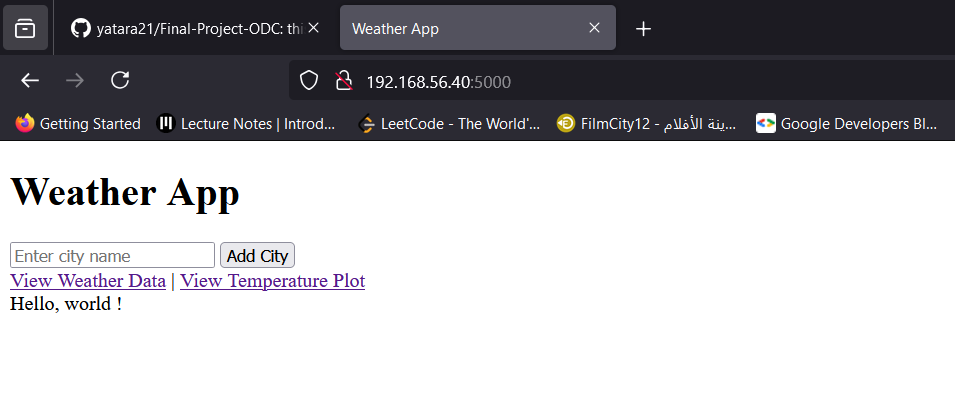 yatara21/Final-Project-ODC: thi
Weather App
192.168.56.40:5000
Getting Started
Lecture Notes | Introd...
LeetCode - The World'...
FilmCity12 - ينة الأفلام...
Google Developers Bl...
Weather App
Enter city name
Add City
View Weather Data | View Temperature Plot
Hello, world !